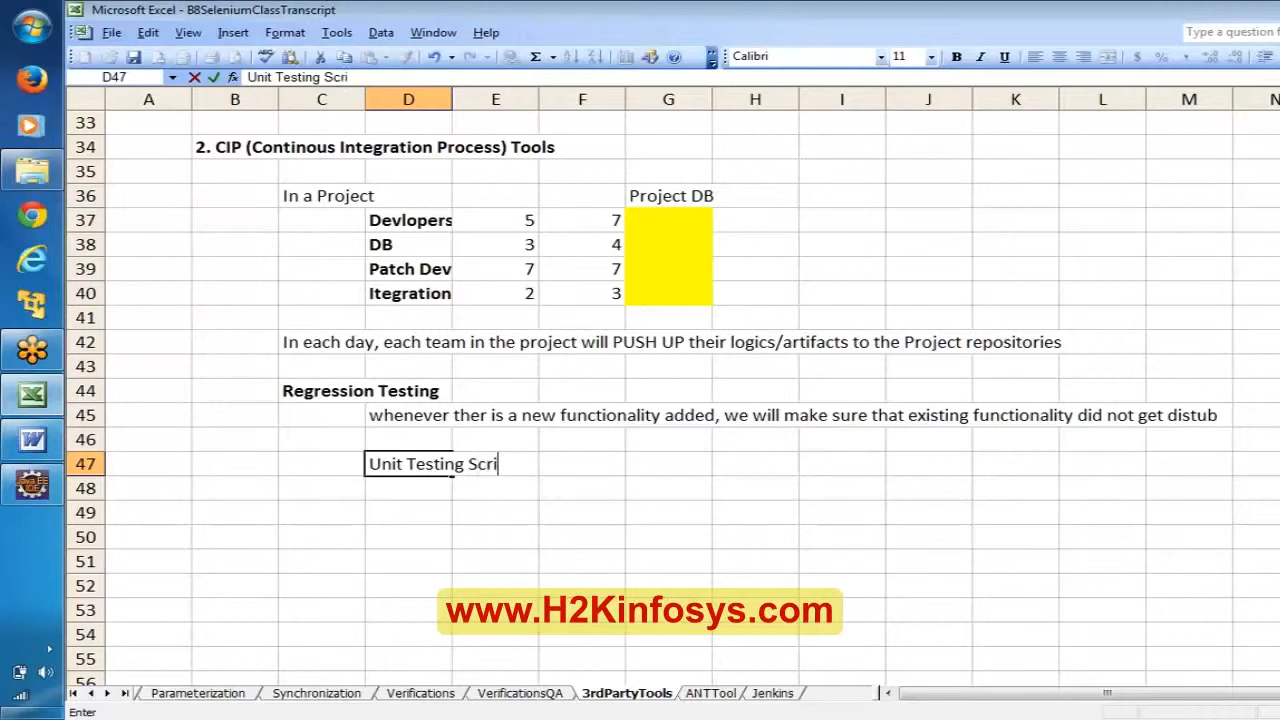 Microsoft Excel - B8SeleniumClassTranscript
File Edit View Insert Format Tools Data Window Help
Type a question f
Calibri 11 B I U
D47 Unit Testing Scri
A B C D E F G H I J K L M N
33
34 2. CIP (Continous Integration Process) Tools
35
36 In a Project Project DB
37 Devlopers 5 7
38 DB 3 4
39 Patch Dev 7 7
40 Itegration 2 3
41
42 In each day, each team in the project will PUSH UP their logics/artifacts to the Project repositories
43
44 Regression Testing
45 whenever ther is a new functionality added, we will make sure that existing functionality did not get distub
46
47 Unit Testing Scri
48
49
50
51
52
53
www.H2Kinfosys.com
54
55
56
Parameterization Synchronization Verifications VerificationsQA 3rdPartyTools ANTTool Jenkins
Enter